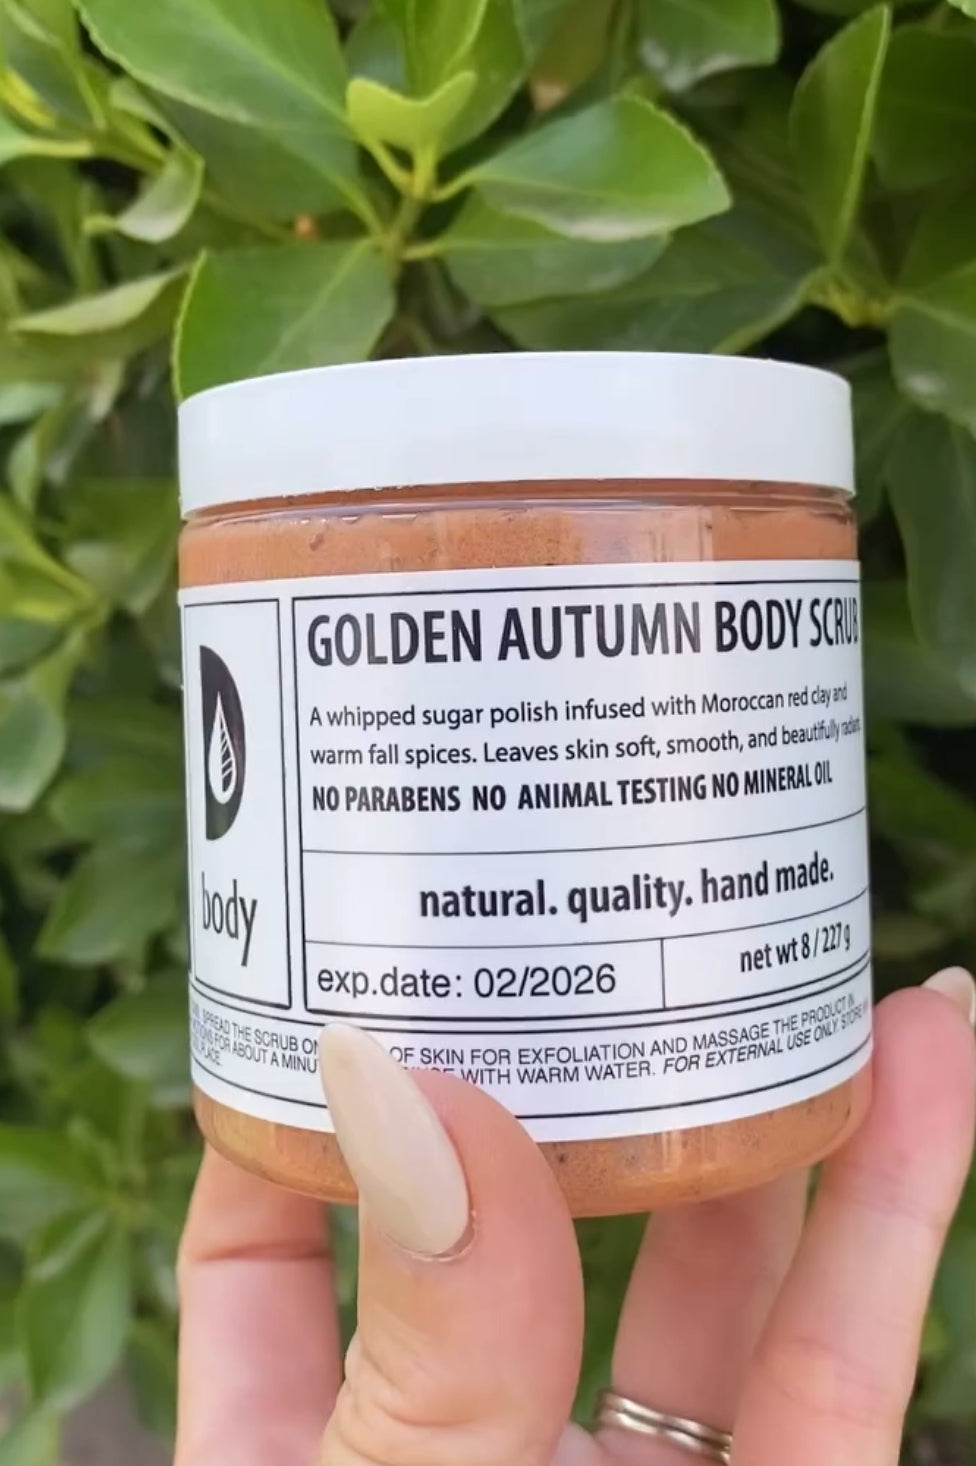 body
GOLDEN AUTUMN BODY SCRUB
A whipped sugar polish infused with Moroccan red clay and
warm fall spices. Leaves skin soft, smooth, and beautifully radiant.
NO PARABENS NO ANIMAL TESTING NO MINERAL OIL
natural. quality. hand made.
exp.date: 02/2026
net wt 8 / 227 g
SPREAD THE SCRUB ON OF SKIN FOR EXFOLIATION AND MASSAGE THE PRODUCT IN
FOR ABOUT A WITH WARM WATER. FOR EXTERNAL USE ONLY. STORE
PLACE.